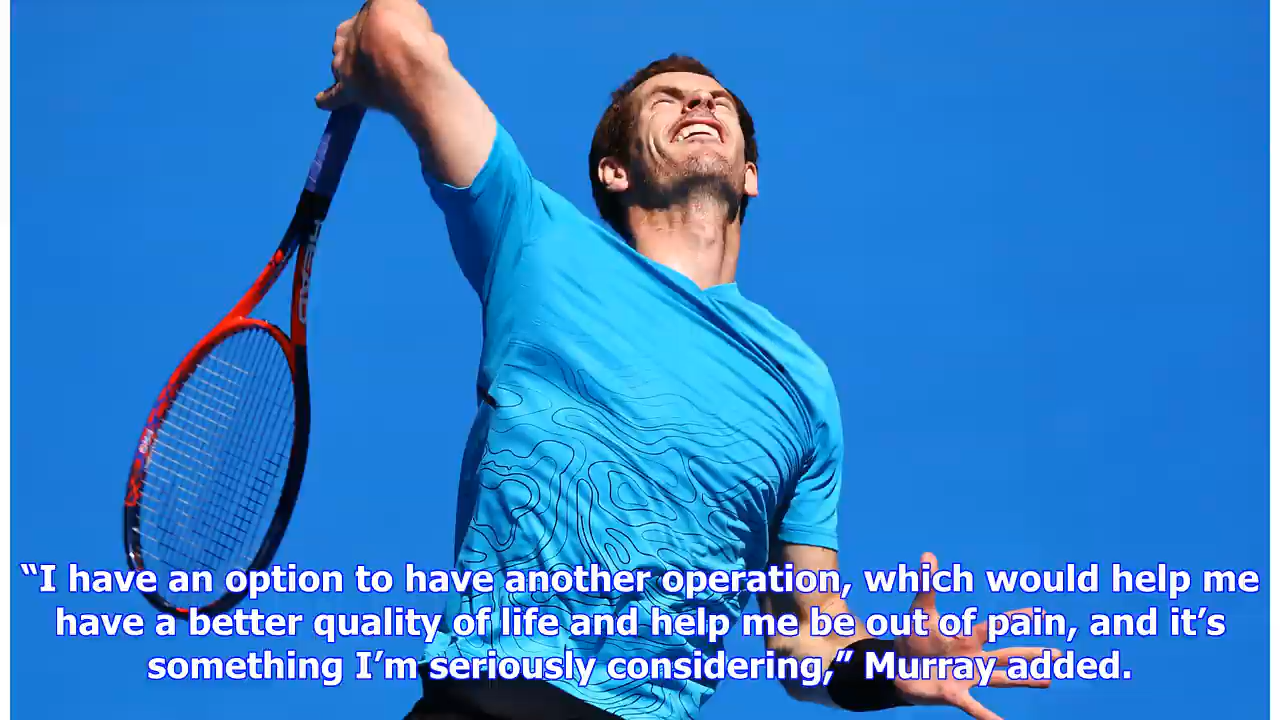 HEAD
“I have an option to have another operation, which would help me
have a better quality of life and help me be out of pain, and it’s
something I’m seriously considering,” Murray added.